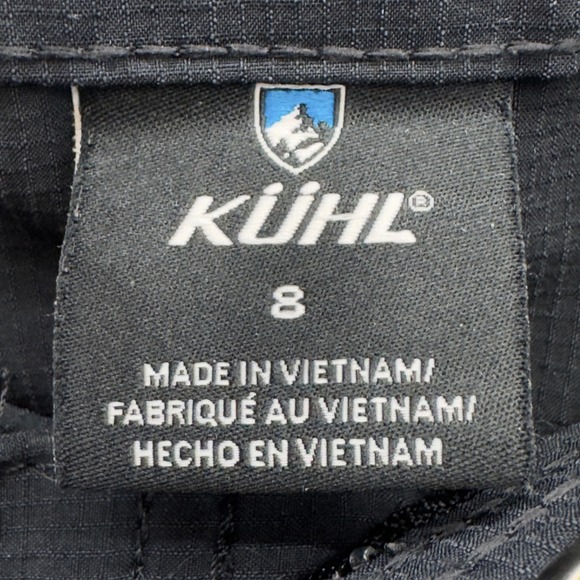 KÜHL®
8
MADE IN VIETNAM/
FABRIQUÉ AU VIETNAM/
HECHO EN VIETNAM